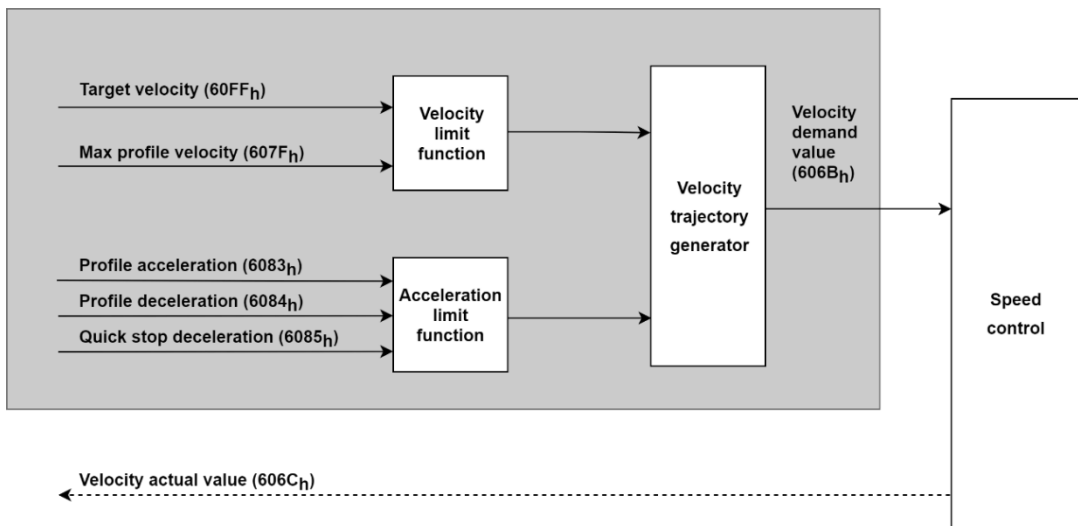 Target velocity (60FFh)
Max profile velocity (607Fh)
Velocity
limit
function
Velocity
demand
value
(606Bh)
Velocity
trajectory
generator
Profile acceleration (6083h)
Profile deceleration (6084h)
Quick stop deceleration (6085h)
Acceleration
limit
function
Speed
control
Velocity actual value (606Ch)